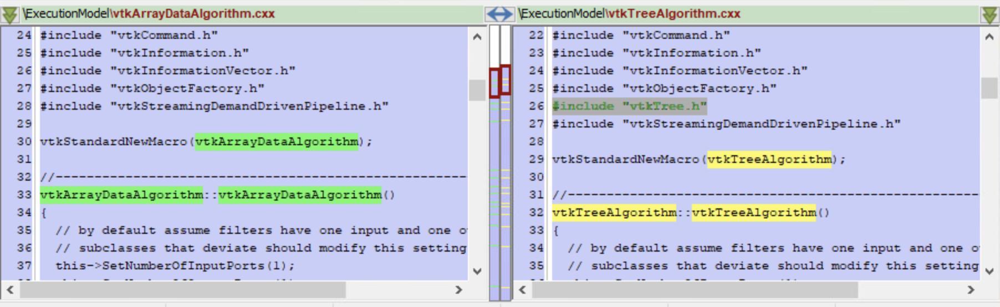 \ExecutionModel\vtkArrayDataAlgorithm.cxx
24 #include "vtkCommand.h"
25 #include "vtkInformation.h"
26 #include "vtkInformationVector.h"
27 #include "vtkObjectFactory.h"
28 #include "vtkStreamingDemandDrivenPipeline.h"
29
30 vtkStandardNewMacro(vtkArrayDataAlgorithm);
31
32 //------------------------------------------------------
33 vtkArrayDataAlgorithm::vtkArrayDataAlgorithm()
34 {
35 // by default assume filters have one input and one
36 // subclasses that deviate should modify this setting
37 this->SetNumberOfInputPorts(1);
\ExecutionModel\vtkTreeAlgorithm.cxx
22 #include "vtkCommand.h"
23 #include "vtkInformation.h"
24 #include "vtkInformationVector.h"
25 #include "vtkObjectFactory.h"
26 #include "vtkTree.h"
27 #include "vtkStreamingDemandDrivenPipeline.h"
28
29 vtkStandardNewMacro(vtkTreeAlgorithm);
30
31 //------------------------------------------------------
32 vtkTreeAlgorithm::vtkTreeAlgorithm()
33 {
34 // by default assume filters have one input and one
35 // subclasses that deviate should modify this setting